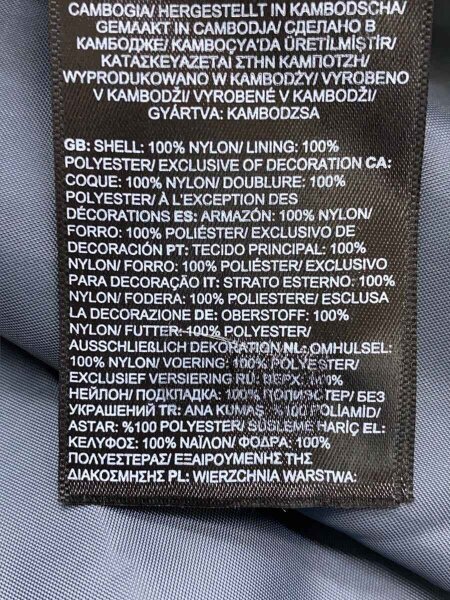 CAMBOGIA/ HERGESTELLT IN KAMBODSCHA/
GEMAAKT IN CAMBODJA/ СДЕЛАНО В
КАМБОДЖЕ/ KAMBOÇYA'DA ÜRETİLMİŞTİR/
ΚΑΤΑΣΚΕΥΑΖΕΤΑΙ ΣΤΗΝ ΚΑΜΠΟΤΖΗ/
WYPRODUKOWANO W KAMBODŻY/ VYROBENO
V KAMBODŽI/ VYROBENÉ V KAMBODŽI/
GYÁRTVA: KAMBODZSA
GB: SHELL: 100% NYLON/ LINING: 100%
POLYESTER/ EXCLUSIVE OF DECORATION CA:
COQUE: 100% NYLON/ DOUBLURE: 100%
POLYESTER/ À L'EXCEPTION DES
DÉCORATIONS ES: ARMAZÓN: 100% NYLON/
FORRO: 100% POLIÉSTER/ EXCLUSIVO DE
DECORACIÓN PT: TECIDO PRINCIPAL: 100%
NYLON/ FORRO: 100% POLIÉSTER/ EXCLUSIVO
PARA DECORAÇÃO IT: STRATO ESTERNO: 100%
NYLON/ FODERA: 100% POLIESTERE/ ESCLUSA
LA DECORAZIONE DE: OBERSTOFF: 100%
NYLON/ FUTTER: 100% POLYESTER/
AUSSCHLIEßLICH DEKORATION NL: OMHULSEL:
100% NYLON/ VOERING: 100% POLYESTER/
EXCLUSIEF VERSIERING RU: ВЕРХ: 100%
НЕЙЛОН/ ПОДКЛАДКА: 100% ПОЛИЭСТЕР/ БЕЗ
УКРАШЕНИЙ TR: ANA KUMAŞ: %100 POLİAMİD/
ASTAR: %100 POLYESTER/ SÜSLEME HARİÇ EL:
ΚΕΛΥΦΟΣ: 100% ΝΑΪΛΟΝ/ ΦΟΔΡΑ: 100%
ΠΟΛΥΕΣΤΕΡΑΣ/ ΕΞΑΙΡΟΥΜΕΝΗΣ ΤΗΣ
ΔΙΑΚΟΣΜΗΣΗΣ PL: WIERZCHNIA WARSTWA: